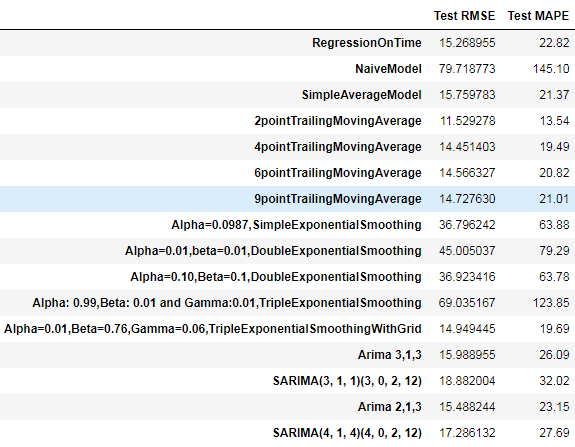 Test RMSE Test MAPE
RegressionOnTime 15.268955 22.82
NaiveModel 79.718773 145.10
SimpleAverageModel 15.759783 21.37
2pointTrailingMovingAverage 11.529278 13.54
4pointTrailingMovingAverage 14.451403 19.49
6pointTrailingMovingAverage 14.566327 20.82
9pointTrailingMovingAverage 14.727630 21.01
Alpha=0.0987,SimpleExponentialSmoothing 36.796242 63.88
Alpha=0.01,beta=0.01,DoubleExponentialSmoothing 45.005037 79.29
Alpha=0.10,Beta=0.1,DoubleExponentialSmoothing 36.923416 63.78
Alpha: 0.99,Beta: 0.01 and Gamma:0.01,TripleExponentialSmoothing 69.035167 123.85
Alpha=0.01,Beta=0.76,Gamma=0.06,TripleExponentialSmoothingWithGrid 14.949445 19.69
Arima 3,1,3 15.988955 26.09
SARIMA(3, 1, 1)(3, 0, 2, 12) 18.882004 32.02
Arima 2,1,3 15.488244 23.15
SARIMA(4, 1, 4)(4, 0, 2, 12) 17.286132 27.69